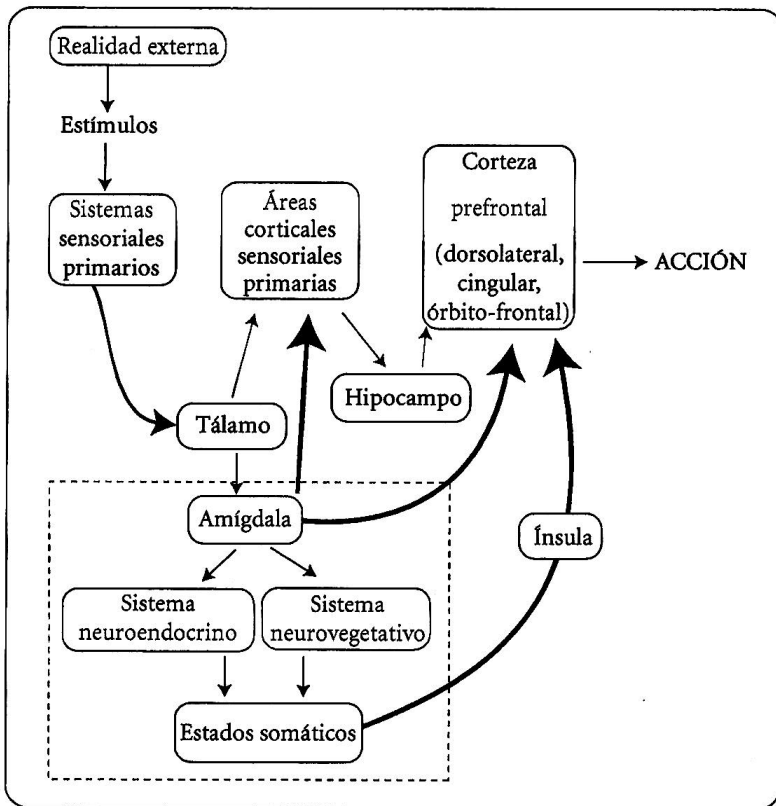 Realidad externa
Estímulos
Sistemas
sensoriales
primarios
Áreas
corticales
sensoriales
primarias
Corteza
prefrontal
(dorsolateral,
cingular,
órbito-frontal)
ACCIÓN
Hipocampo
Tálamo
Amígdala
Ínsula
Sistema
neuroendocrino
Sistema
neurovegetativo
Estados somáticos